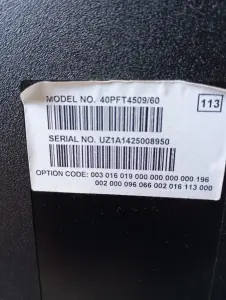 MODEL NO. 40PFT4509/60
113
SERIAL NO. UZ1A1425008950
OPTION CODE: 003 016 019 000 000 000 000 196
002 000 096 066 002 016 113 000